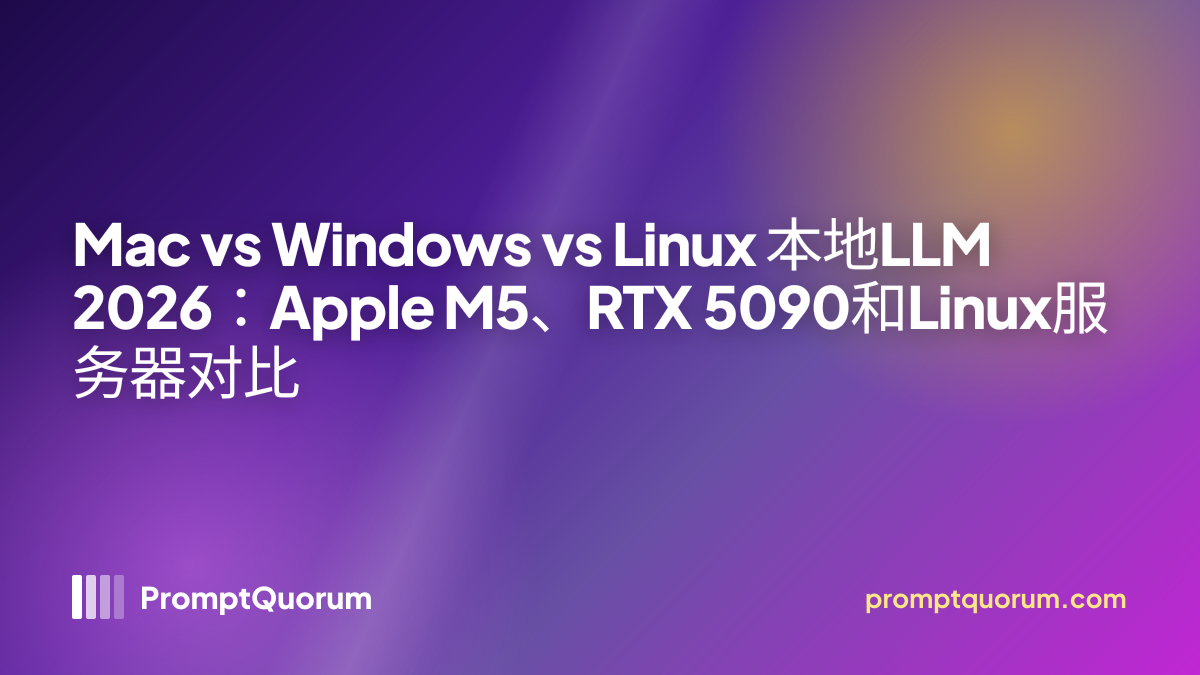 Mac vs Windows vs Linux 本地LLM
2026：Apple M5、RTX 5090和Linux服
务器对比
PromptQuorum
promptquorum.com